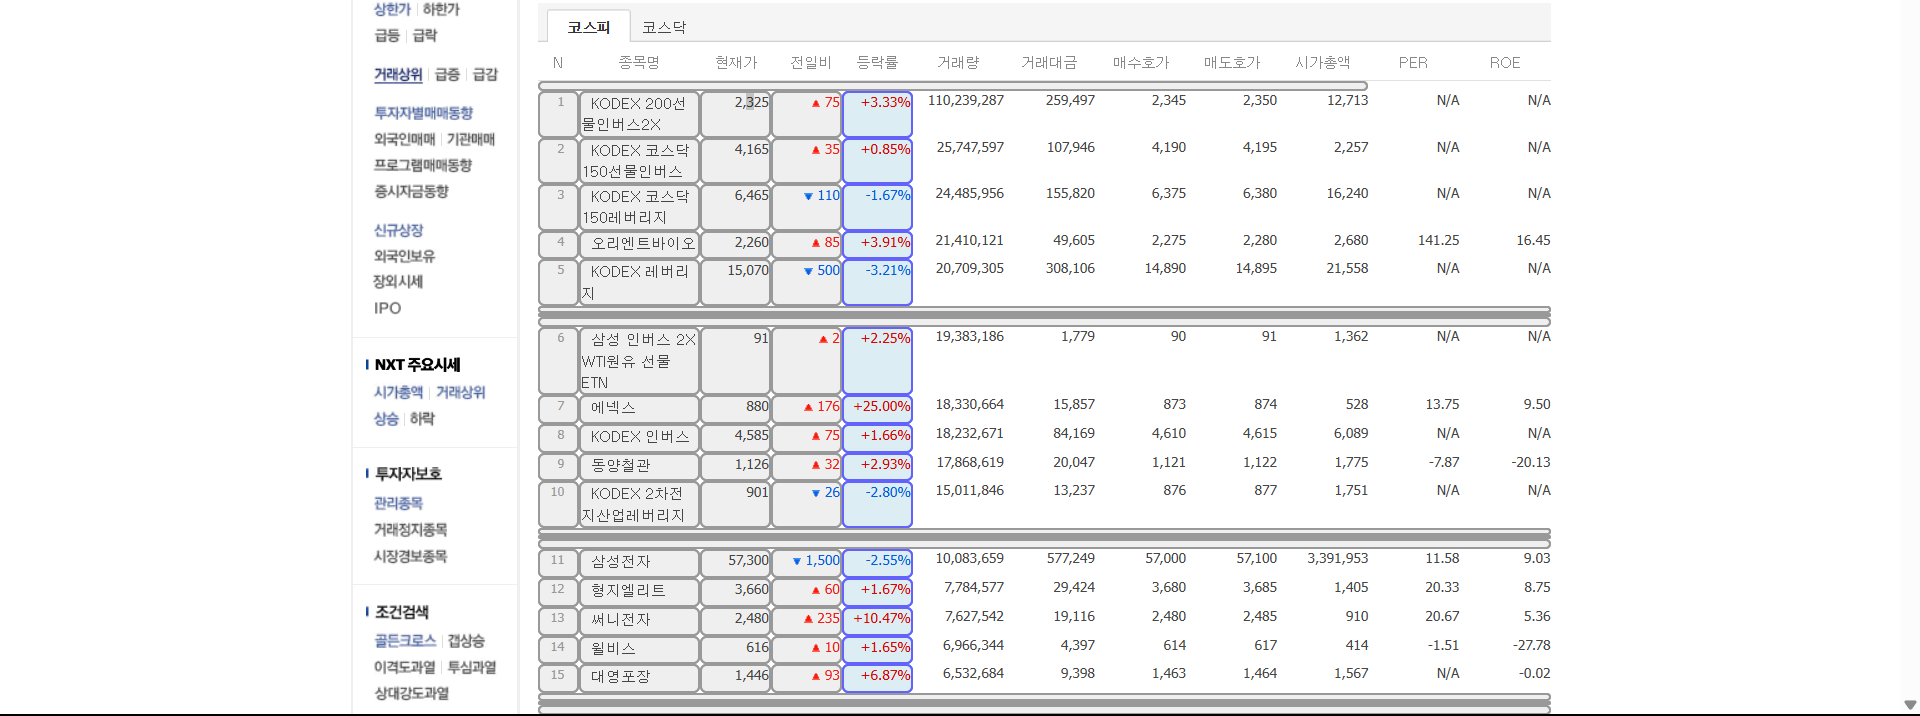 상한가 | 하한가
급등 | 급락
거래상위 | 급증 | 급감
투자자별매매동향
외국인매매 | 기관매매
프로그램매매동향
증시자금동향
신규상장
외국인보유
장외시세
IPO
NXT 주요시세
시가총액 | 거래상위
상승 | 하락
투자자보호
관리종목
거래정지종목
시장경보종목
조건검색
골든크로스 | 갭상승
이격도과열 | 투심과열
상대강도과열
코스피 코스닥
N 종목명 현재가 전일비 등락률 거래량 거래대금 매수호가 매도호가 시가총액 PER ROE
1 KODEX 200선 2,325 ▲ 75 +3.33% 110,239,287 259,497 2,345 2,350 12,713 N/A N/A
물인버스2X
2 KODEX 코스닥 4,165 ▲ 35 +0.85% 25,747,597 107,946 4,190 4,195 2,257 N/A N/A
150선물인버스
3 KODEX 코스닥 6,465 ▼ 110 -1.67% 24,485,956 155,820 6,375 6,380 16,240 N/A N/A
150레버리지
4 오리엔트바이오 2,260 ▲ 85 +3.91% 21,410,121 49,605 2,275 2,280 2,680 141.25 16.45
5 KODEX 레버리 15,070 ▼ 500 -3.21% 20,709,305 308,106 14,890 14,895 21,558 N/A N/A
지
6 삼성 인버스 2X 91 ▲ 2 +2.25% 19,383,186 1,779 90 91 1,362 N/A N/A
WTI원유 선물
ETN
7 에넥스 880 ▲ 176 +25.00% 18,330,664 15,857 873 874 528 13.75 9.50
8 KODEX 인버스 4,585 ▲ 75 +1.66% 18,232,671 84,169 4,610 4,615 6,089 N/A N/A
9 동양철관 1,126 ▲ 32 +2.93% 17,868,619 20,047 1,121 1,122 1,775 -7.87 -20.13
10 KODEX 2차전 901 ▼ 26 -2.80% 15,011,846 13,237 876 877 1,751 N/A N/A
지산업레버리지
11 삼성전자 57,300 ▼ 1,500 -2.55% 10,083,659 577,249 57,000 57,100 3,391,953 11.58 9.03
12 형지엘리트 3,660 ▲ 60 +1.67% 7,784,577 29,424 3,680 3,685 1,405 20.33 8.75
13 써니전자 2,480 ▲ 235 +10.47% 7,627,542 19,116 2,480 2,485 910 20.67 5.36
14 윌비스 616 ▲ 10 +1.65% 6,966,344 4,397 614 617 414 -1.51 -27.78
15 대영포장 1,446 ▲ 93 +6.87% 6,532,684 9,398 1,463 1,464 1,567 N/A -0.02